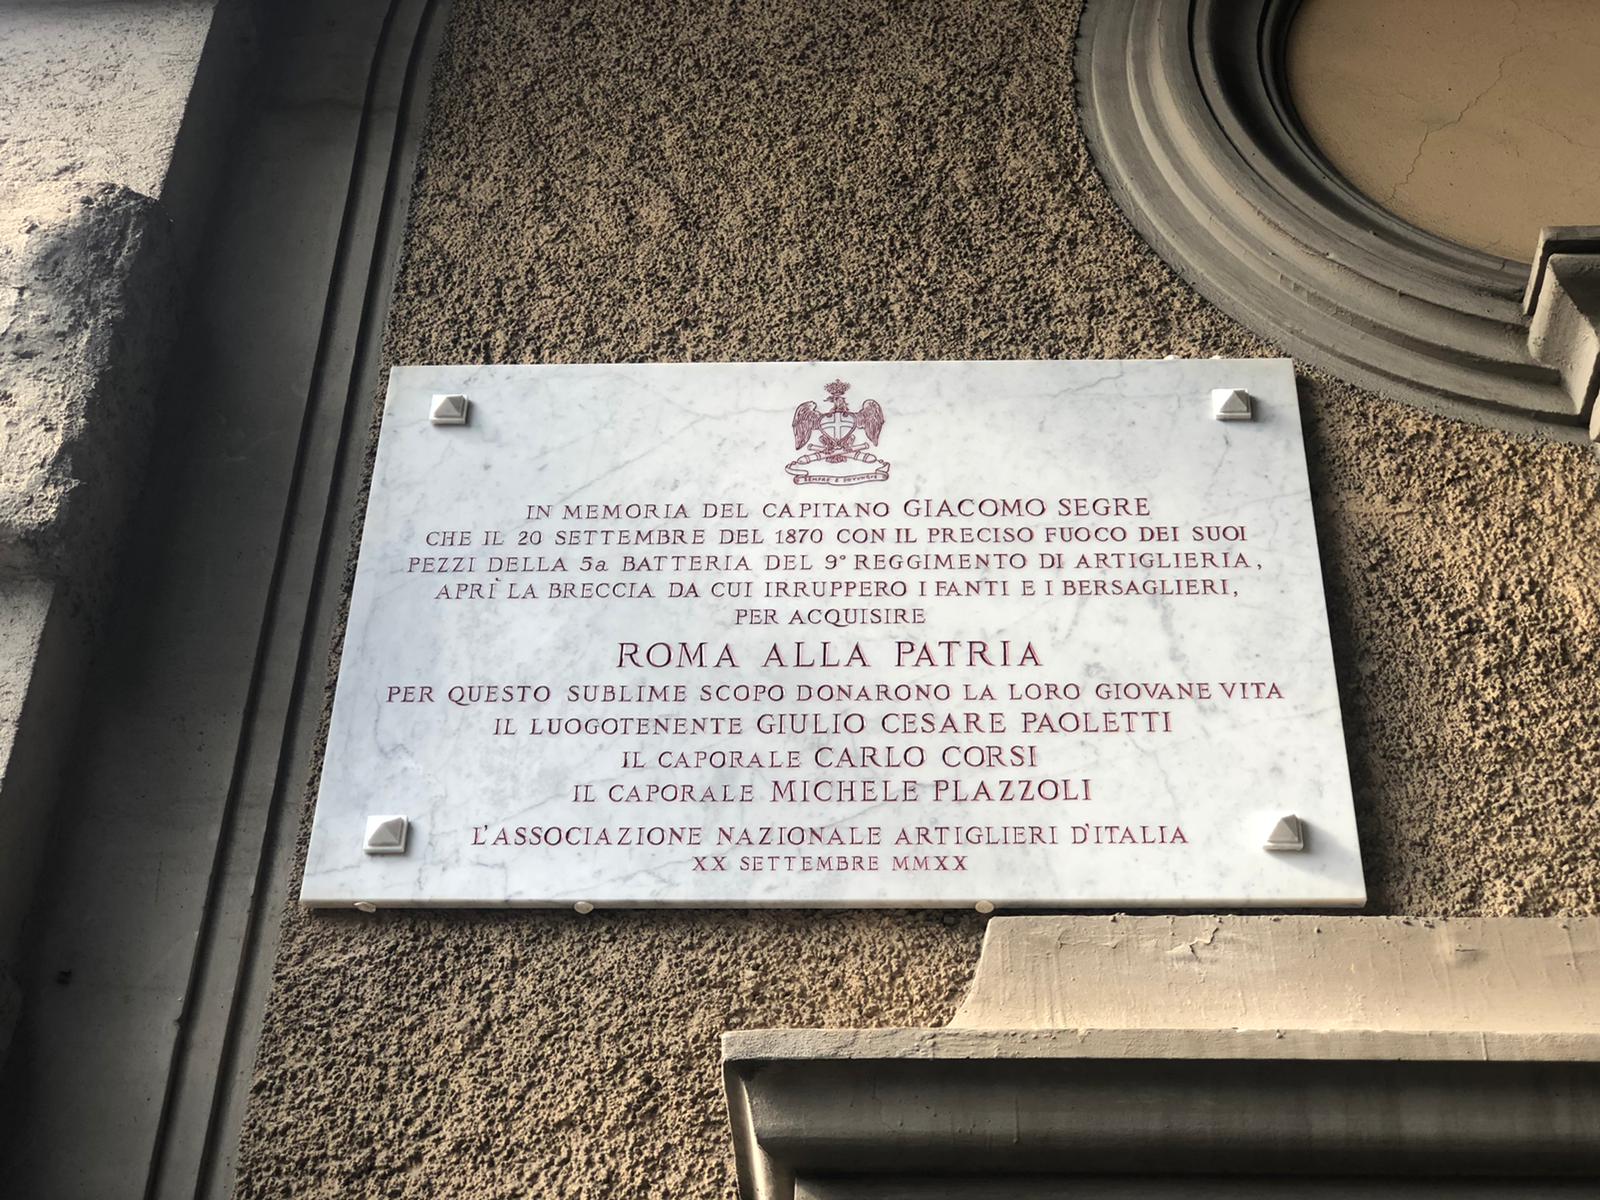 SEMPRE E DOVUNQUE
IN MEMORIA DEL CAPITANO GIACOMO SEGRE
CHE IL 20 SETTEMBRE DEL 1870 CON IL PRECISO FUOCO DEI SUOI
PEZZI DELLA 5a BATTERIA DEL 9° REGGIMENTO DI ARTIGLIERIA,
APRÌ LA BRECCIA DA CUI IRRUPPERO I FANTI E I BERSAGLIERI,
PER ACQUISIRE
ROMA ALLA PATRIA
PER QUESTO SUBLIME SCOPO DONARONO LA LORO GIOVANE VITA
IL LUOGOTENENTE GIULIO CESARE PAOLETTI
IL CAPORALE CARLO CORSI
IL CAPORALE MICHELE PLAZZOLI
L'ASSOCIAZIONE NAZIONALE ARTIGLIERI D'ITALIA
XX SETTEMBRE MMXX